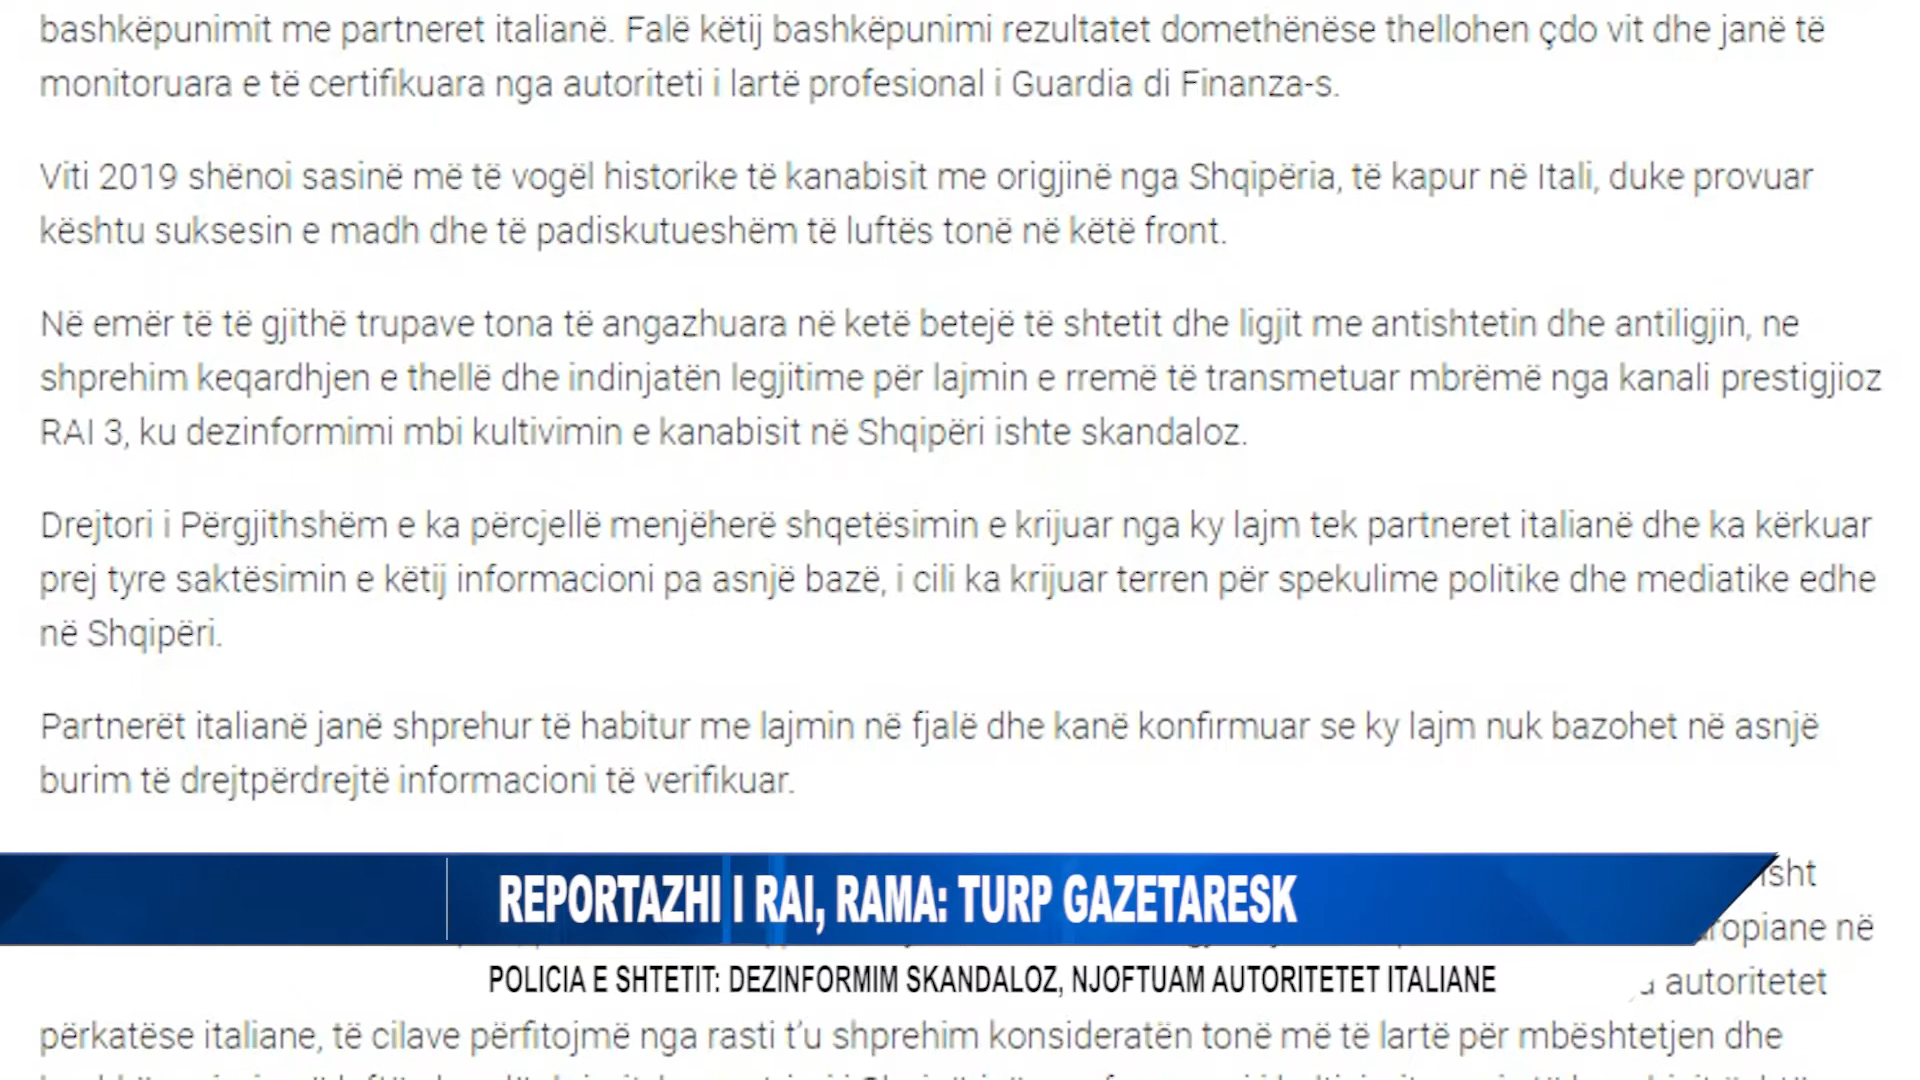 bashkëpunimit me partneret italianë. Falë këtij bashkëpunimi rezultatet domethënëse thellohen çdo vit dhe janë të
monitoruara e të certifikuara nga autoriteti i lartë profesional i Guardia di Finanza-s.
Viti 2019 shënoi sasinë më të vogël historike të kanabisit me origjinë nga Shqipëria, të kapur në Itali, duke provuar
kështu suksesin e madh dhe të padiskutueshëm të luftës tonë në këtë front.
Në emër të të gjithë trupave tona të angazhuara në ketë betejë të shtetit dhe ligjit me antishtetin dhe antiligjin, ne
shprehim keqardhjen e thellë dhe indinjatën legjitime për lajmin e rremë të transmetuar mbrëmë nga kanali prestigjioz
RAI 3, ku dezinformimi mbi kultivimin e kanabisit në Shqipëri ishte skandaloz.
Drejtori i Përgjithshëm e ka përcjellë menjëherë shqetësimin e krijuar nga ky lajm tek partneret italianë dhe ka kërkuar
prej tyre saktësimin e këtij informacioni pa asnjë bazë, i cili ka krijuar terren për spekulime politike dhe mediatike edhe
në Shqipëri.
Partnerët italianë janë shprehur të habitur me lajmin në fjalë dhe kanë konfirmuar se ky lajm nuk bazohet në asnjë
burim të drejtpërdrejtë informacioni të verifikuar.
REPORTAZHI I RAI, RAMA: TURP GAZETARESK
në
POLICIA E SHTETIT: DEZINFORMIM SKANDALOZ, NJOFTUAM AUTORITETET ITALIANE
autoritetet
përkatëse italiane, të cilave përfitojmë nga rasti t'u shprehim konsideratën tonë më të lartë për mbështetjen dhe